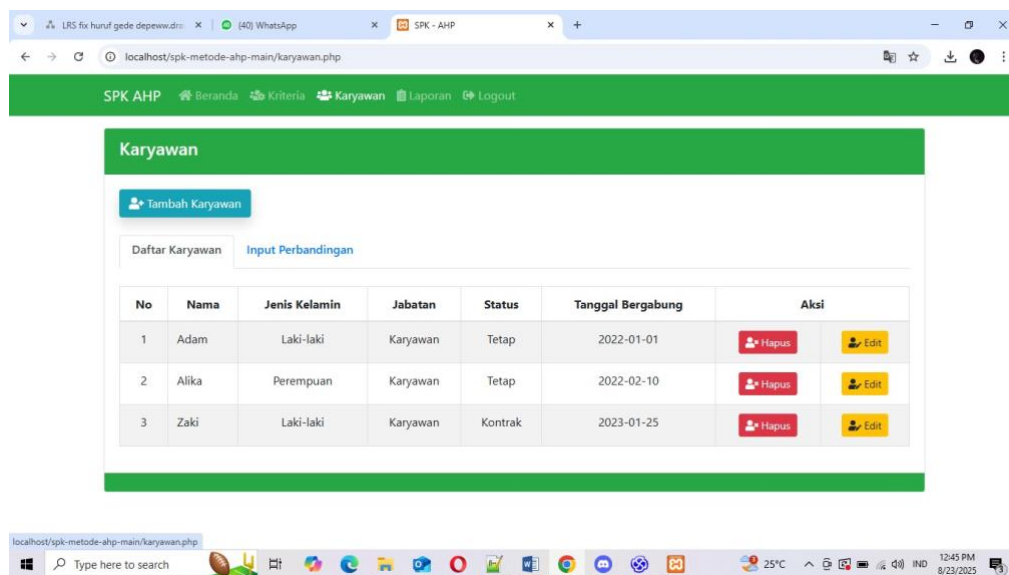 LRS fix huruf gede depeww.dra
(40) WhatsApp
SPK - AHP
localhost/spk-metode-ahp-main/karyawan.php
SPK AHP Beranda Kriteria Karyawan Laporan Logout
Karyawan
Tambah Karyawan
Daftar Karyawan Input Perbandingan
No Nama Jenis Kelamin Jabatan Status Tanggal Bergabung Aksi
1 Adam Laki-laki Karyawan Tetap 2022-01-01 Hapus Edit
2 Alika Perempuan Karyawan Tetap 2022-02-10 Hapus Edit
3 Zaki Laki-laki Karyawan Kontrak 2023-01-25 Hapus Edit
localhost/spk-metode-ahp-main/karyawan.php
Type here to search 25°C IND 12:45 PM
8/23/2025